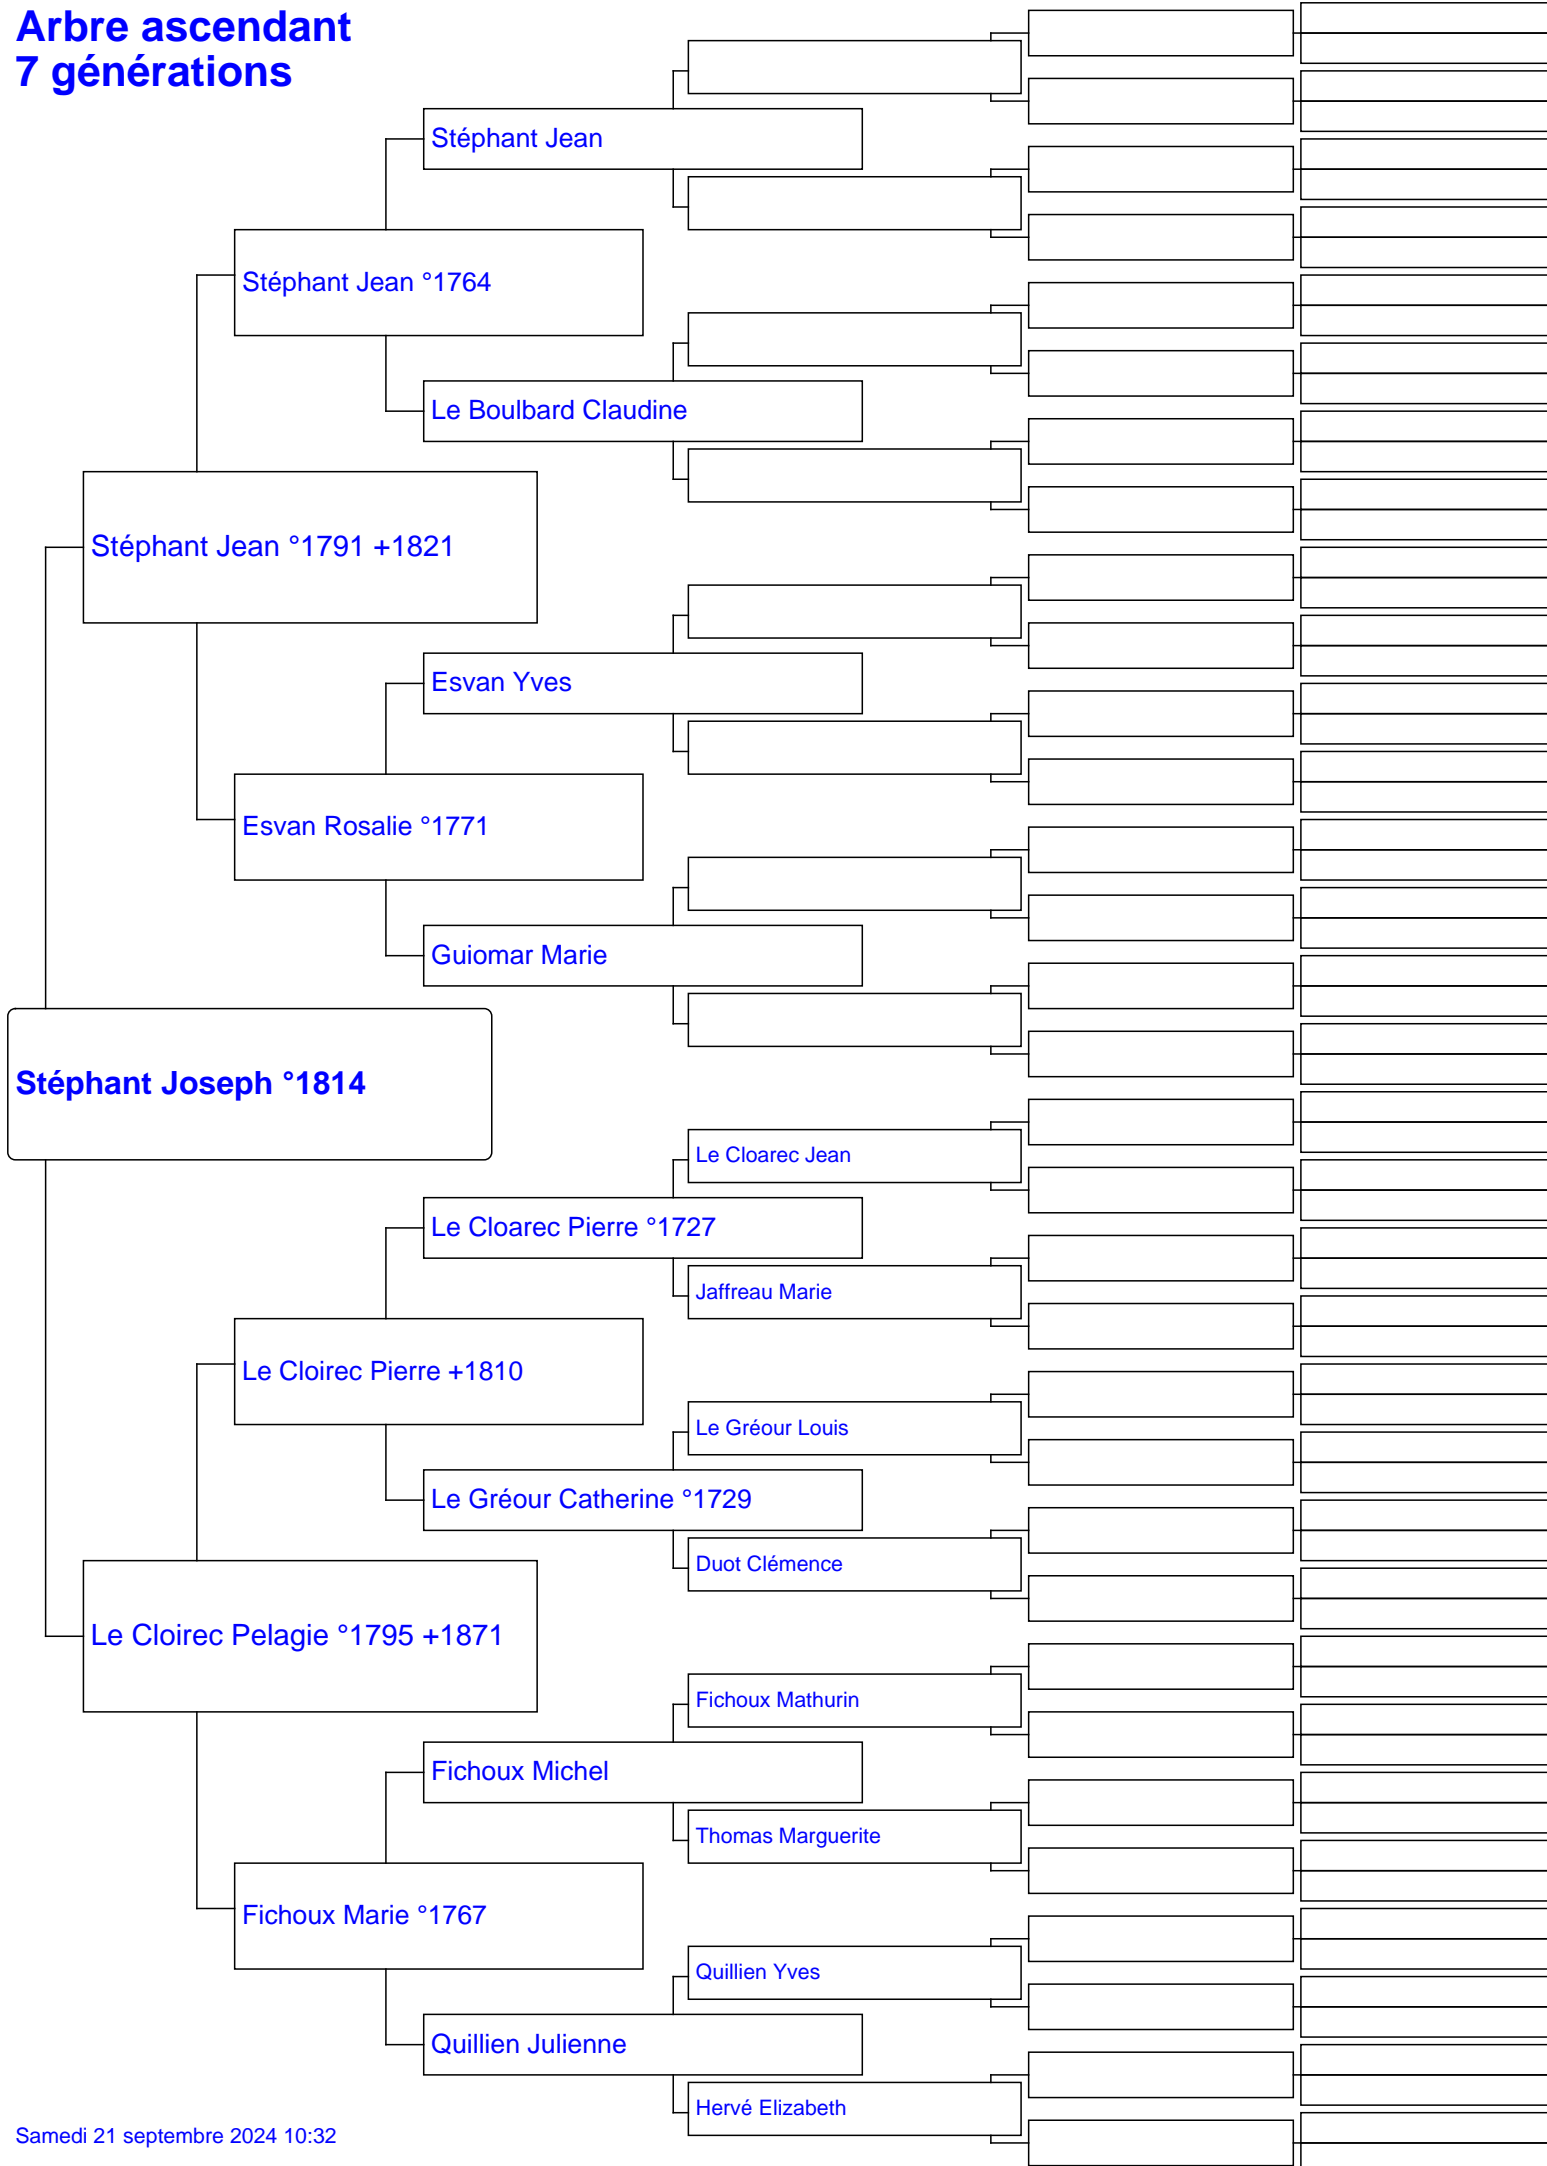 Arbre ascendant
7 générations
Stéphant Jean
Stéphant Jean °1764
Le Boulbard Claudine
Stéphant Jean °1791 +1821
Esvan Yves
Esvan Rosalie °1771
Guiomar Marie
Stéphant Joseph °1814
Le Cloarec Jean
Le Cloarec Pierre °1727
Jaffreau Marie
Le Cloirec Pierre +1810
Le Gréour Louis
Le Gréour Catherine °1729
Duot Clémence
Le Cloirec Pelagie °1795 +1871
Fichoux Mathurin
Fichoux Michel
Thomas Marguerite
Fichoux Marie °1767
Quillien Yves
Quillien Julienne
Hervé Elizabeth
Samedi 21 septembre 2024 10:32